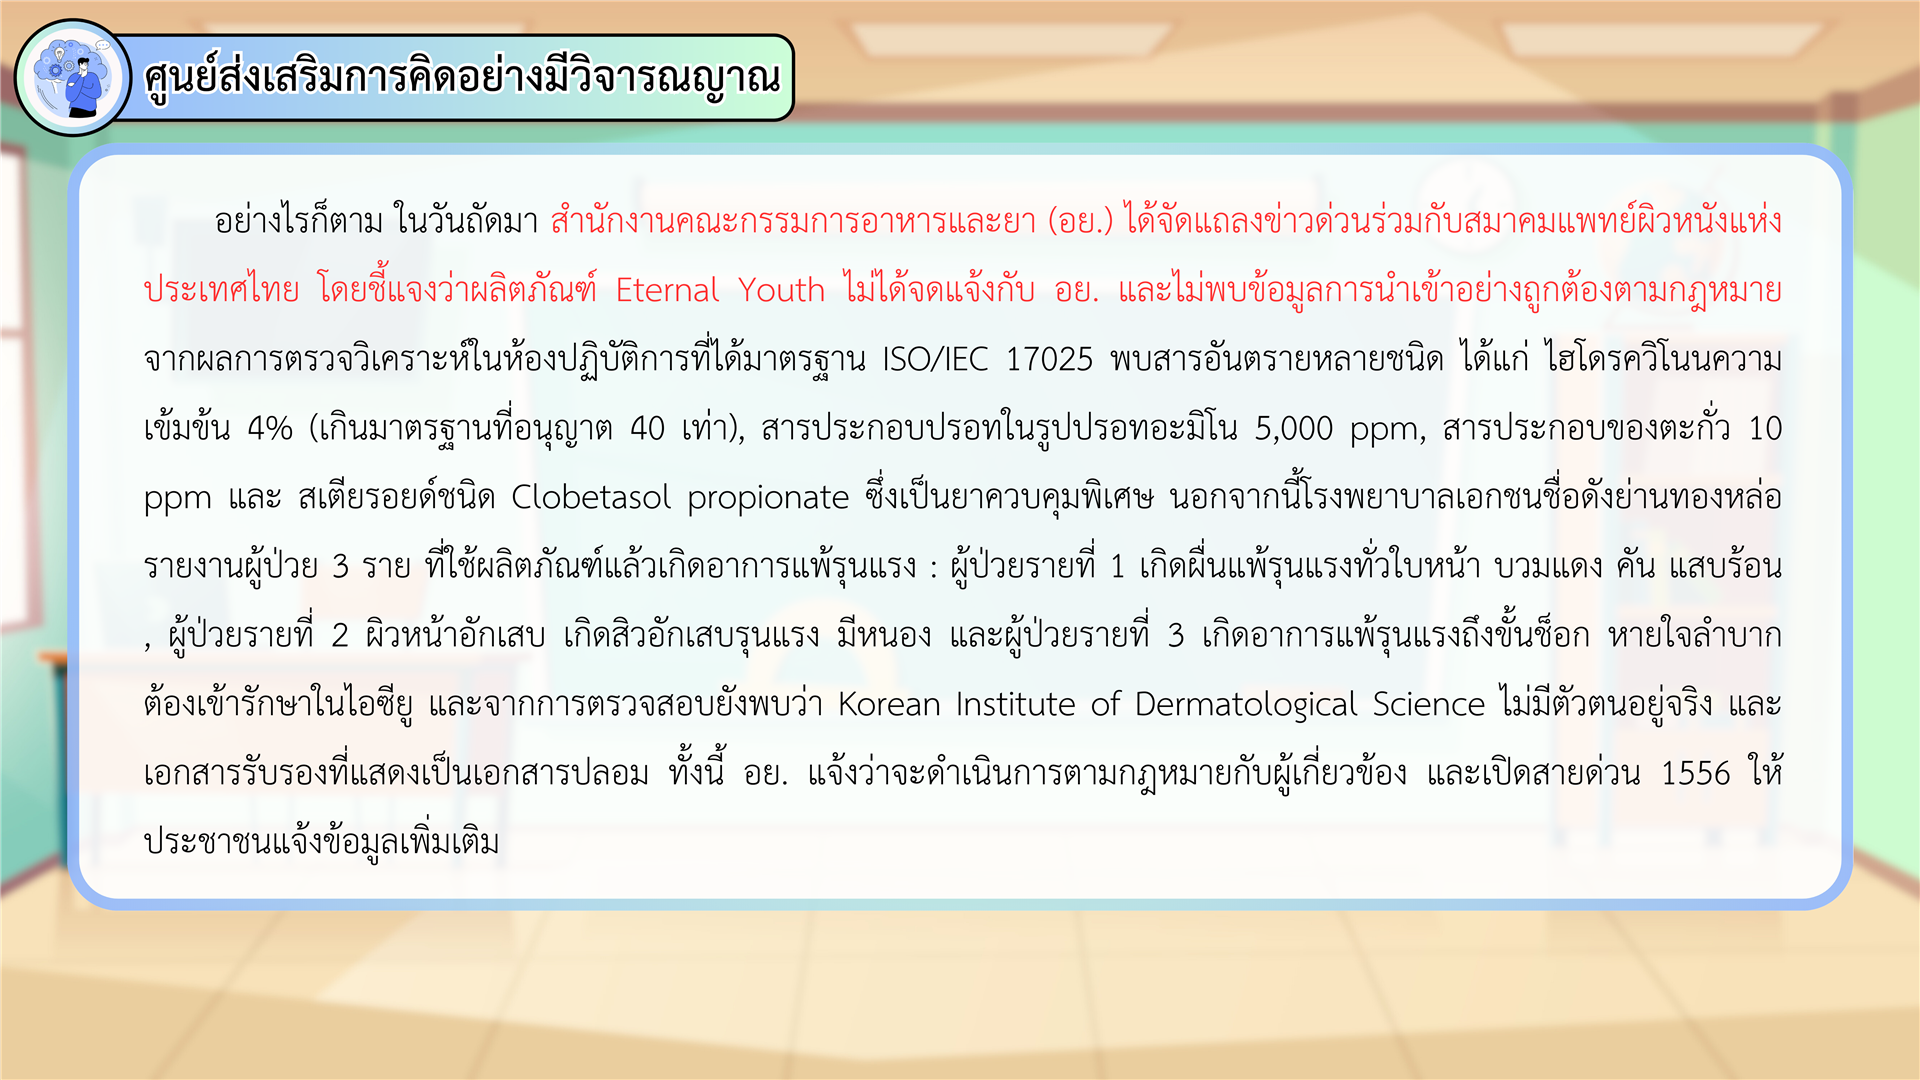 ศูนย์ส่งเสริมการคิดอย่างมีวิจารณญาณ
อย่างไรก็ตาม ในวันถัดมา สำนักงานคณะกรรมการอาหารและยา (อย.) ได้จัดแถลงข่าวด่วนร่วมกับสมาคมแพทย์ผิวหนังแห่ง
ประเทศไทย โดยชี้แจงว่าผลิตภัณฑ์ Eternal Youth ไม่ได้จดแจ้งกับ อย. และไม่พบข้อมูลการนำเข้าอย่างถูกต้องตามกฎหมาย
จากผลการตรวจวิเคราะห์ในห้องปฏิบัติการที่ได้มาตรฐาน ISO/IEC 17025 พบสารอันตรายหลายชนิด ได้แก่ ไฮโดรควิโนนความ
เข้มข้น 4% (เกินมาตรฐานที่อนุญาต 40 เท่า), สารประกอบปรอทในรูปปรอทอะมิโน 5,000 ppm, สารประกอบของตะกั่ว 10
ppm และ สเตียรอยด์ชนิด Clobetasol propionate ซึ่งเป็นยาควบคุมพิเศษ นอกจากนี้โรงพยาบาลเอกชนชื่อดังย่านทองหล่อ
รายงานผู้ป่วย 3 ราย ที่ใช้ผลิตภัณฑ์แล้วเกิดอาการแพ้รุนแรง : ผู้ป่วยรายที่ 1 เกิดผื่นแพ้รุนแรงทั่วใบหน้า บวมแดง คัน แสบร้อน
, ผู้ป่วยรายที่ 2 ผิวหน้าอักเสบ เกิดสิวอักเสบรุนแรง มีหนอง และผู้ป่วยรายที่ 3 เกิดอาการแพ้รุนแรงถึงขั้นช็อก หายใจลำบาก
ต้องเข้ารักษาในไอซียู และจากการตรวจสอบยังพบว่า Korean Institute of Dermatological Science ไม่มีตัวตนอยู่จริง และ
เอกสารรับรองที่แสดงเป็นเอกสารปลอม ทั้งนี้ อย. แจ้งว่าจะดำเนินการตามกฎหมายกับผู้เกี่ยวข้อง และเปิดสายด่วน 1556 ให้
ประชาชนแจ้งข้อมูลเพิ่มเติม